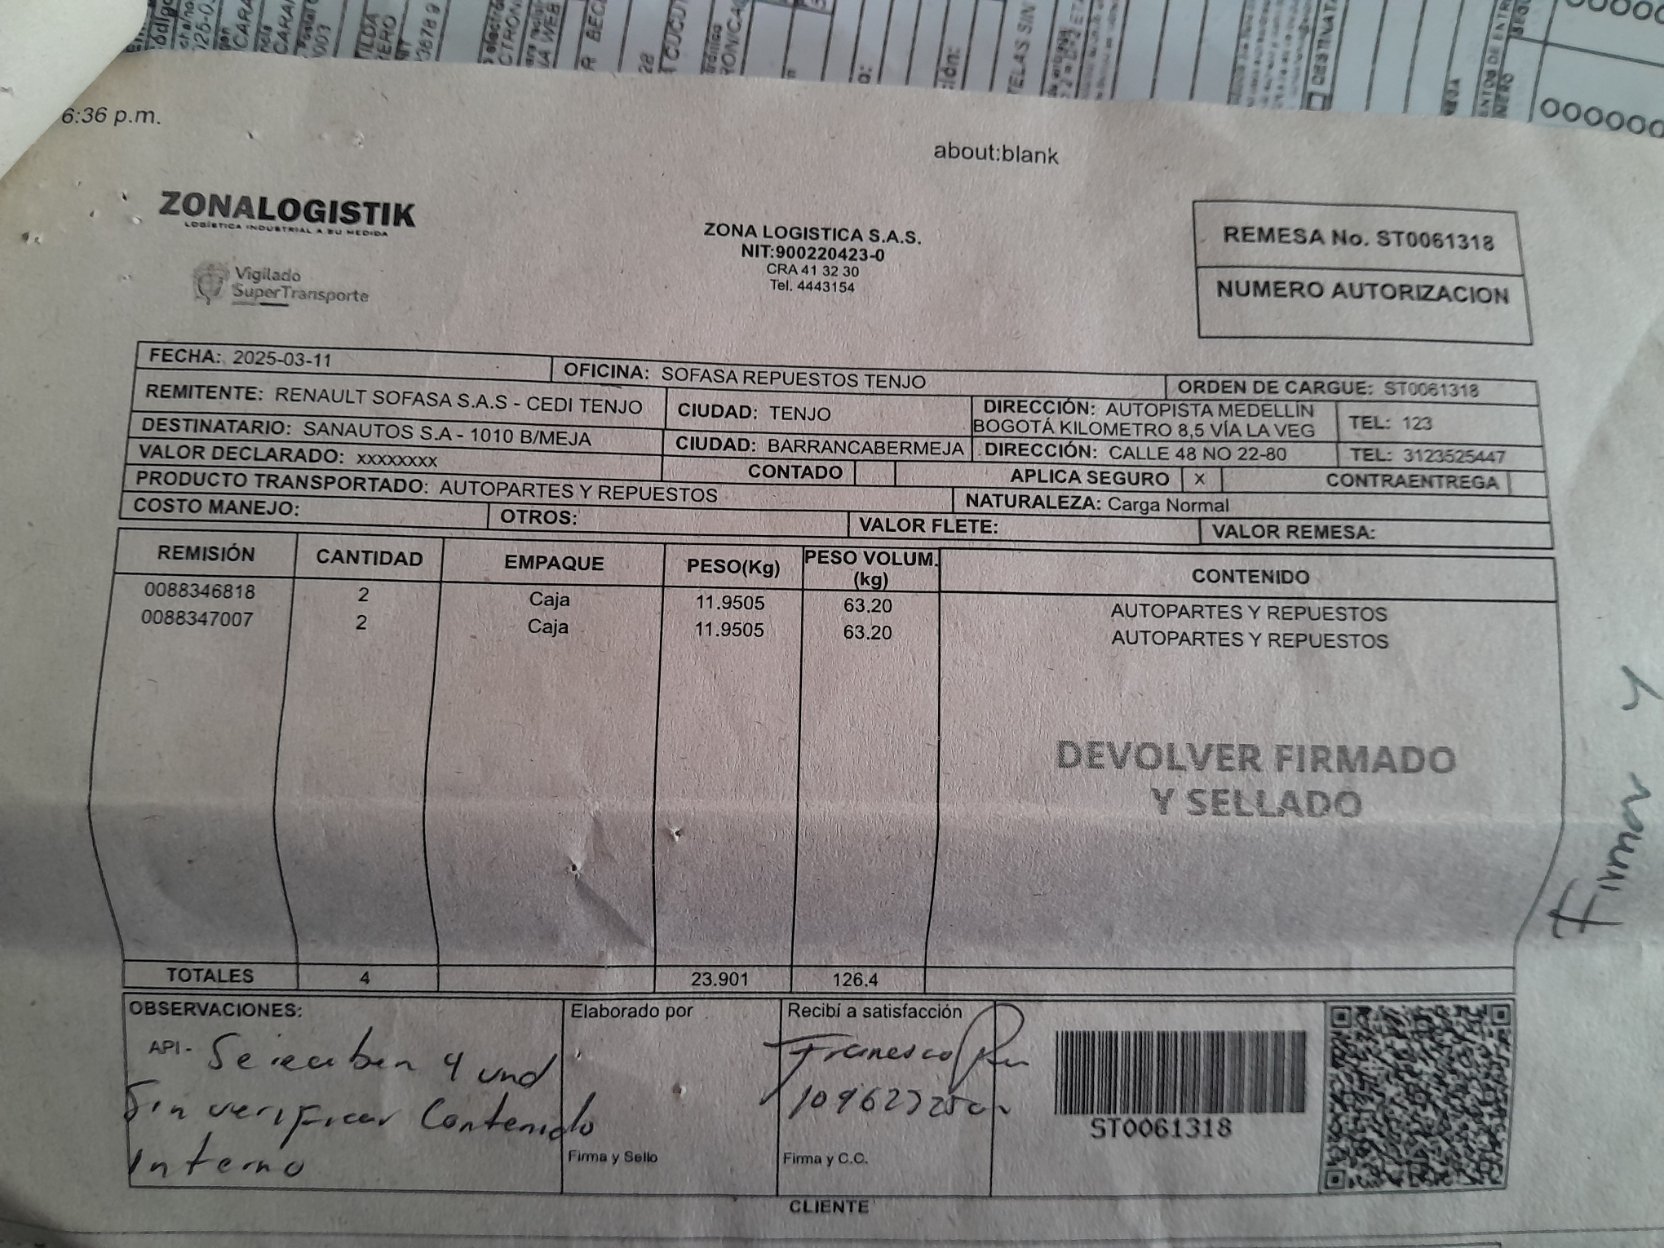 6:36 p.m.
about:blank
ZONALOGISTIK
LOGÍSTICA INDUSTRIAL A SU MEDIDA
Vigilado
SuperTransporte
ZONA LOGISTICA S.A.S.
NIT:900220423-0
CRA 41 32 30
Tel. 4443154
REMESA No. ST0061318
NUMERO AUTORIZACION
FECHA: 2025-03-11 OFICINA: SOFASA REPUESTOS TENJO ORDEN DE CARGUE: ST0061318
REMITENTE: RENAULT SOFASA S.A.S - CEDI TENJO CIUDAD: TENJO DIRECCIÓN: AUTOPISTA MEDELLÍN BOGOTÁ KILOMETRO 8,5 VÍA LA VEG TEL: 123
DESTINATARIO: SANAUTOS S.A - 1010 B/MEJA CIUDAD: BARRANCABERMEJA DIRECCIÓN: CALLE 48 NO 22-80 TEL: 3123525447
VALOR DECLARADO: xxxxxxxx CONTADO APLICA SEGURO X CONTRAENTREGA
PRODUCTO TRANSPORTADO: AUTOPARTES Y REPUESTOS NATURALEZA: Carga Normal
COSTO MANEJO: OTROS: VALOR FLETE: VALOR REMESA:
REMISIÓN CANTIDAD EMPAQUE PESO(Kg) PESO VOLUM. (kg) CONTENIDO
0088346818 2 Caja 11.9505 63.20 AUTOPARTES Y REPUESTOS
0088347007 2 Caja 11.9505 63.20 AUTOPARTES Y REPUESTOS
DEVOLVER FIRMADO
Y SELLADO
Firmar y
TOTALES 4 23.901 126.4
OBSERVACIONES:
API- Se reciben 4 und
Sin verificar Contenido
interno
Elaborado por
Firma y Sello
Recibí a satisfacción
Francisco
Firma y C.C.
ST0061318
CLIENTE